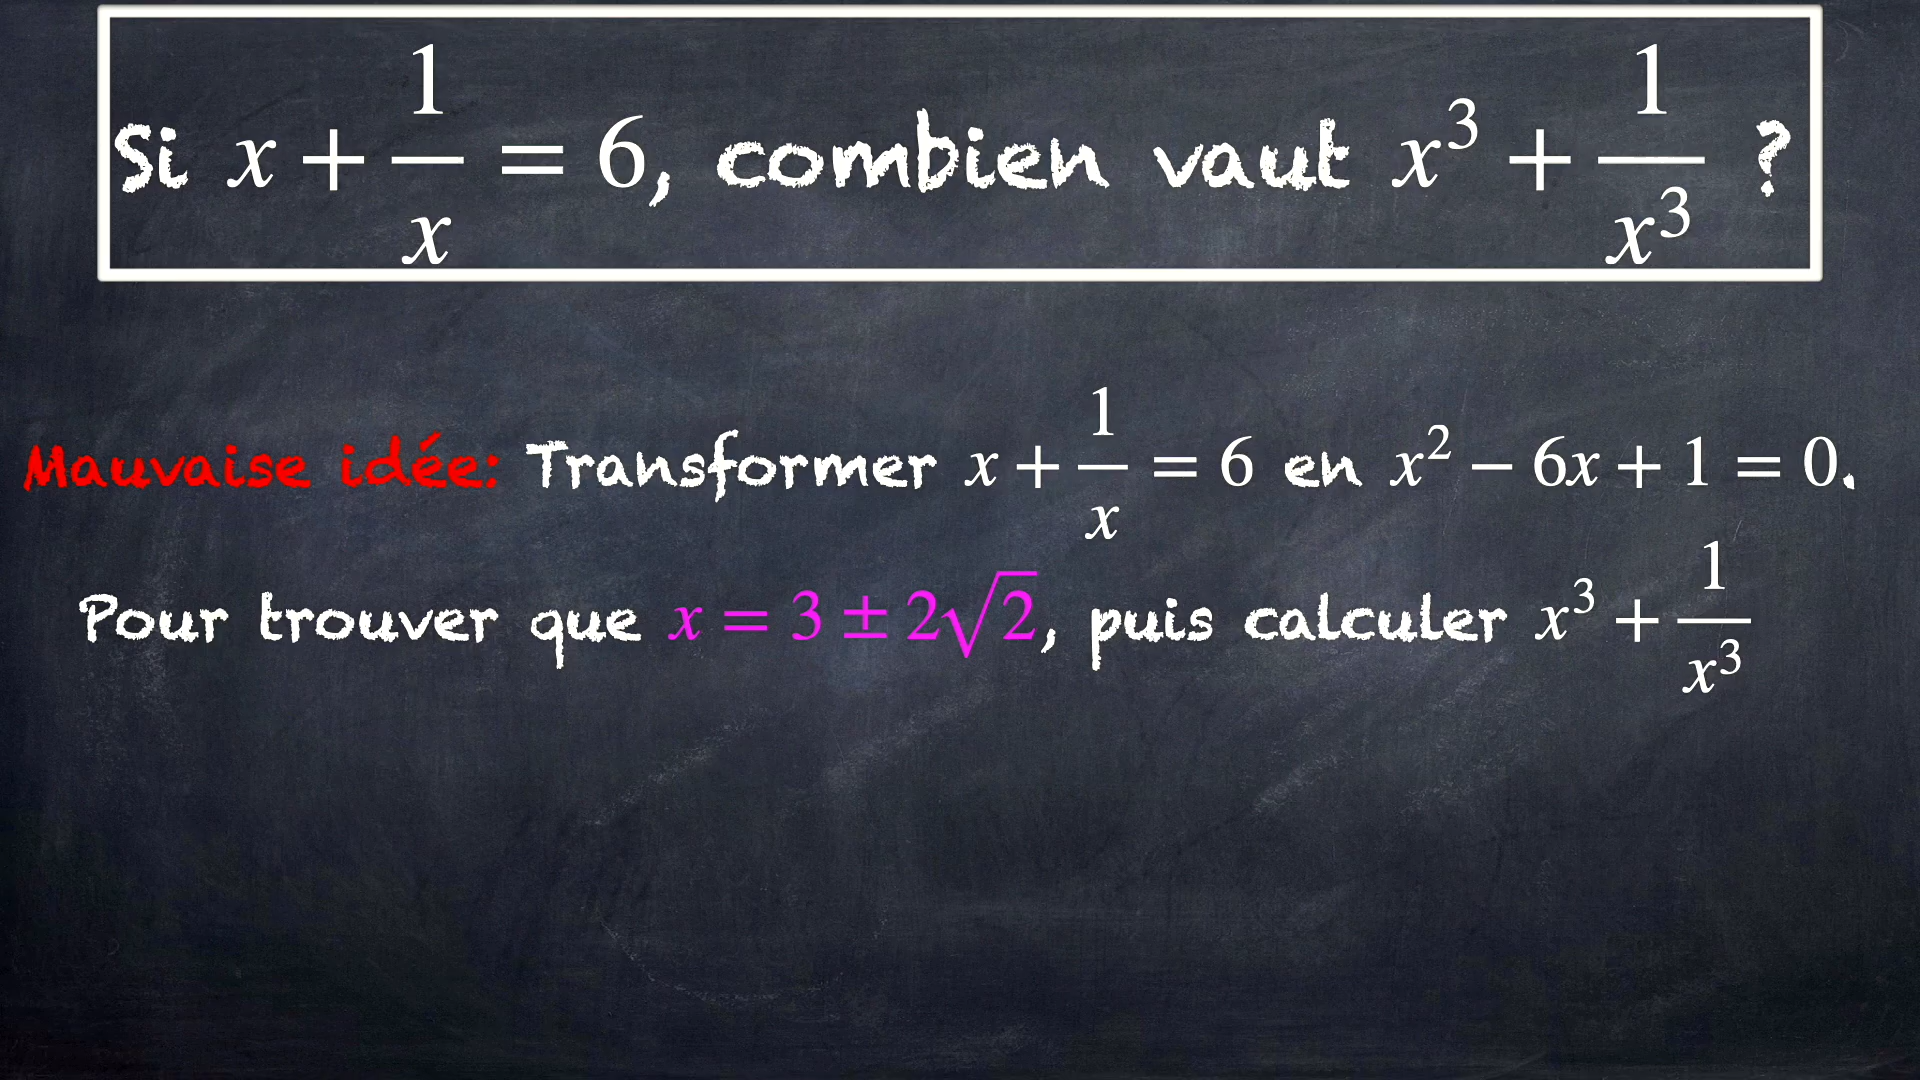 Si x + 1/x = 6, combien vaut x³ + 1/x³ ?
Mauvaise idée: Transformer x + 1/x = 6 en x² − 6x + 1 = 0.
Pour trouver que x = 3 ± 2√2, puis calculer x³ + 1/x³